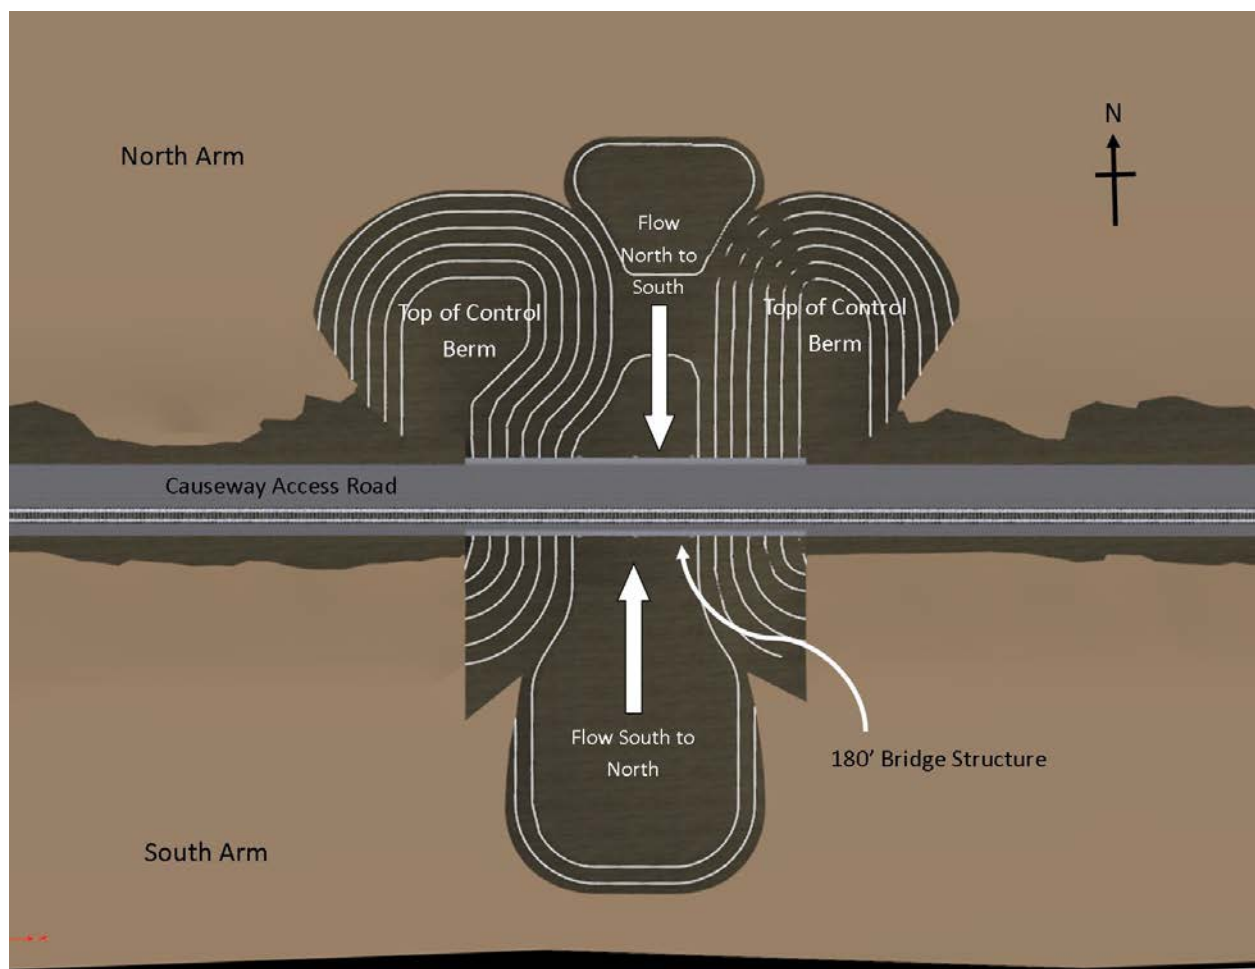 N
North Arm
Flow
North to
South
Top of Control
Berm
Top of Control
Berm
Causeway Access Road
Flow South to
North
180' Bridge Structure
South Arm